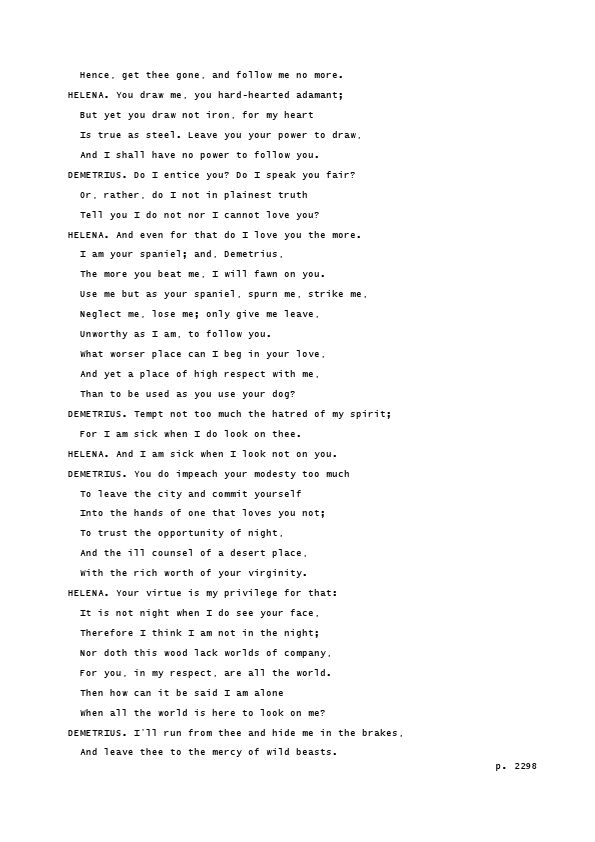 Hence, get thee gone, and follow me no more.
HELENA. You draw me, you hard-hearted adamant;
But yet you draw not iron, for my heart
Is true as steel. Leave you your power to draw,
And I shall have no power to follow you.
DEMETRIUS. Do I entice you? Do I speak you fair?
Or, rather, do I not in plainest truth
Tell you I do not nor I cannot love you?
HELENA. And even for that do I love you the more.
I am your spaniel; and, Demetrius,
The more you beat me, I will fawn on you.
Use me but as your spaniel, spurn me, strike me,
Neglect me, lose me; only give me leave,
Unworthy as I am, to follow you.
What worser place can I beg in your love,
And yet a place of high respect with me,
Than to be used as you use your dog?
DEMETRIUS. Tempt not too much the hatred of my spirit;
For I am sick when I do look on thee.
HELENA. And I am sick when I look not on you.
DEMETRIUS. You do impeach your modesty too much
To leave the city and commit yourself
Into the hands of one that loves you not;
To trust the opportunity of night,
And the ill counsel of a desert place,
With the rich worth of your virginity.
HELENA. Your virtue is my privilege for that:
It is not night when I do see your face,
Therefore I think I am not in the night;
Nor doth this wood lack worlds of company,
For you, in my respect, are all the world.
Then how can it be said I am alone
When all the world is here to look on me?
DEMETRIUS. I'll run from thee and hide me in the brakes,
And leave thee to the mercy of wild beasts.
p. 2298